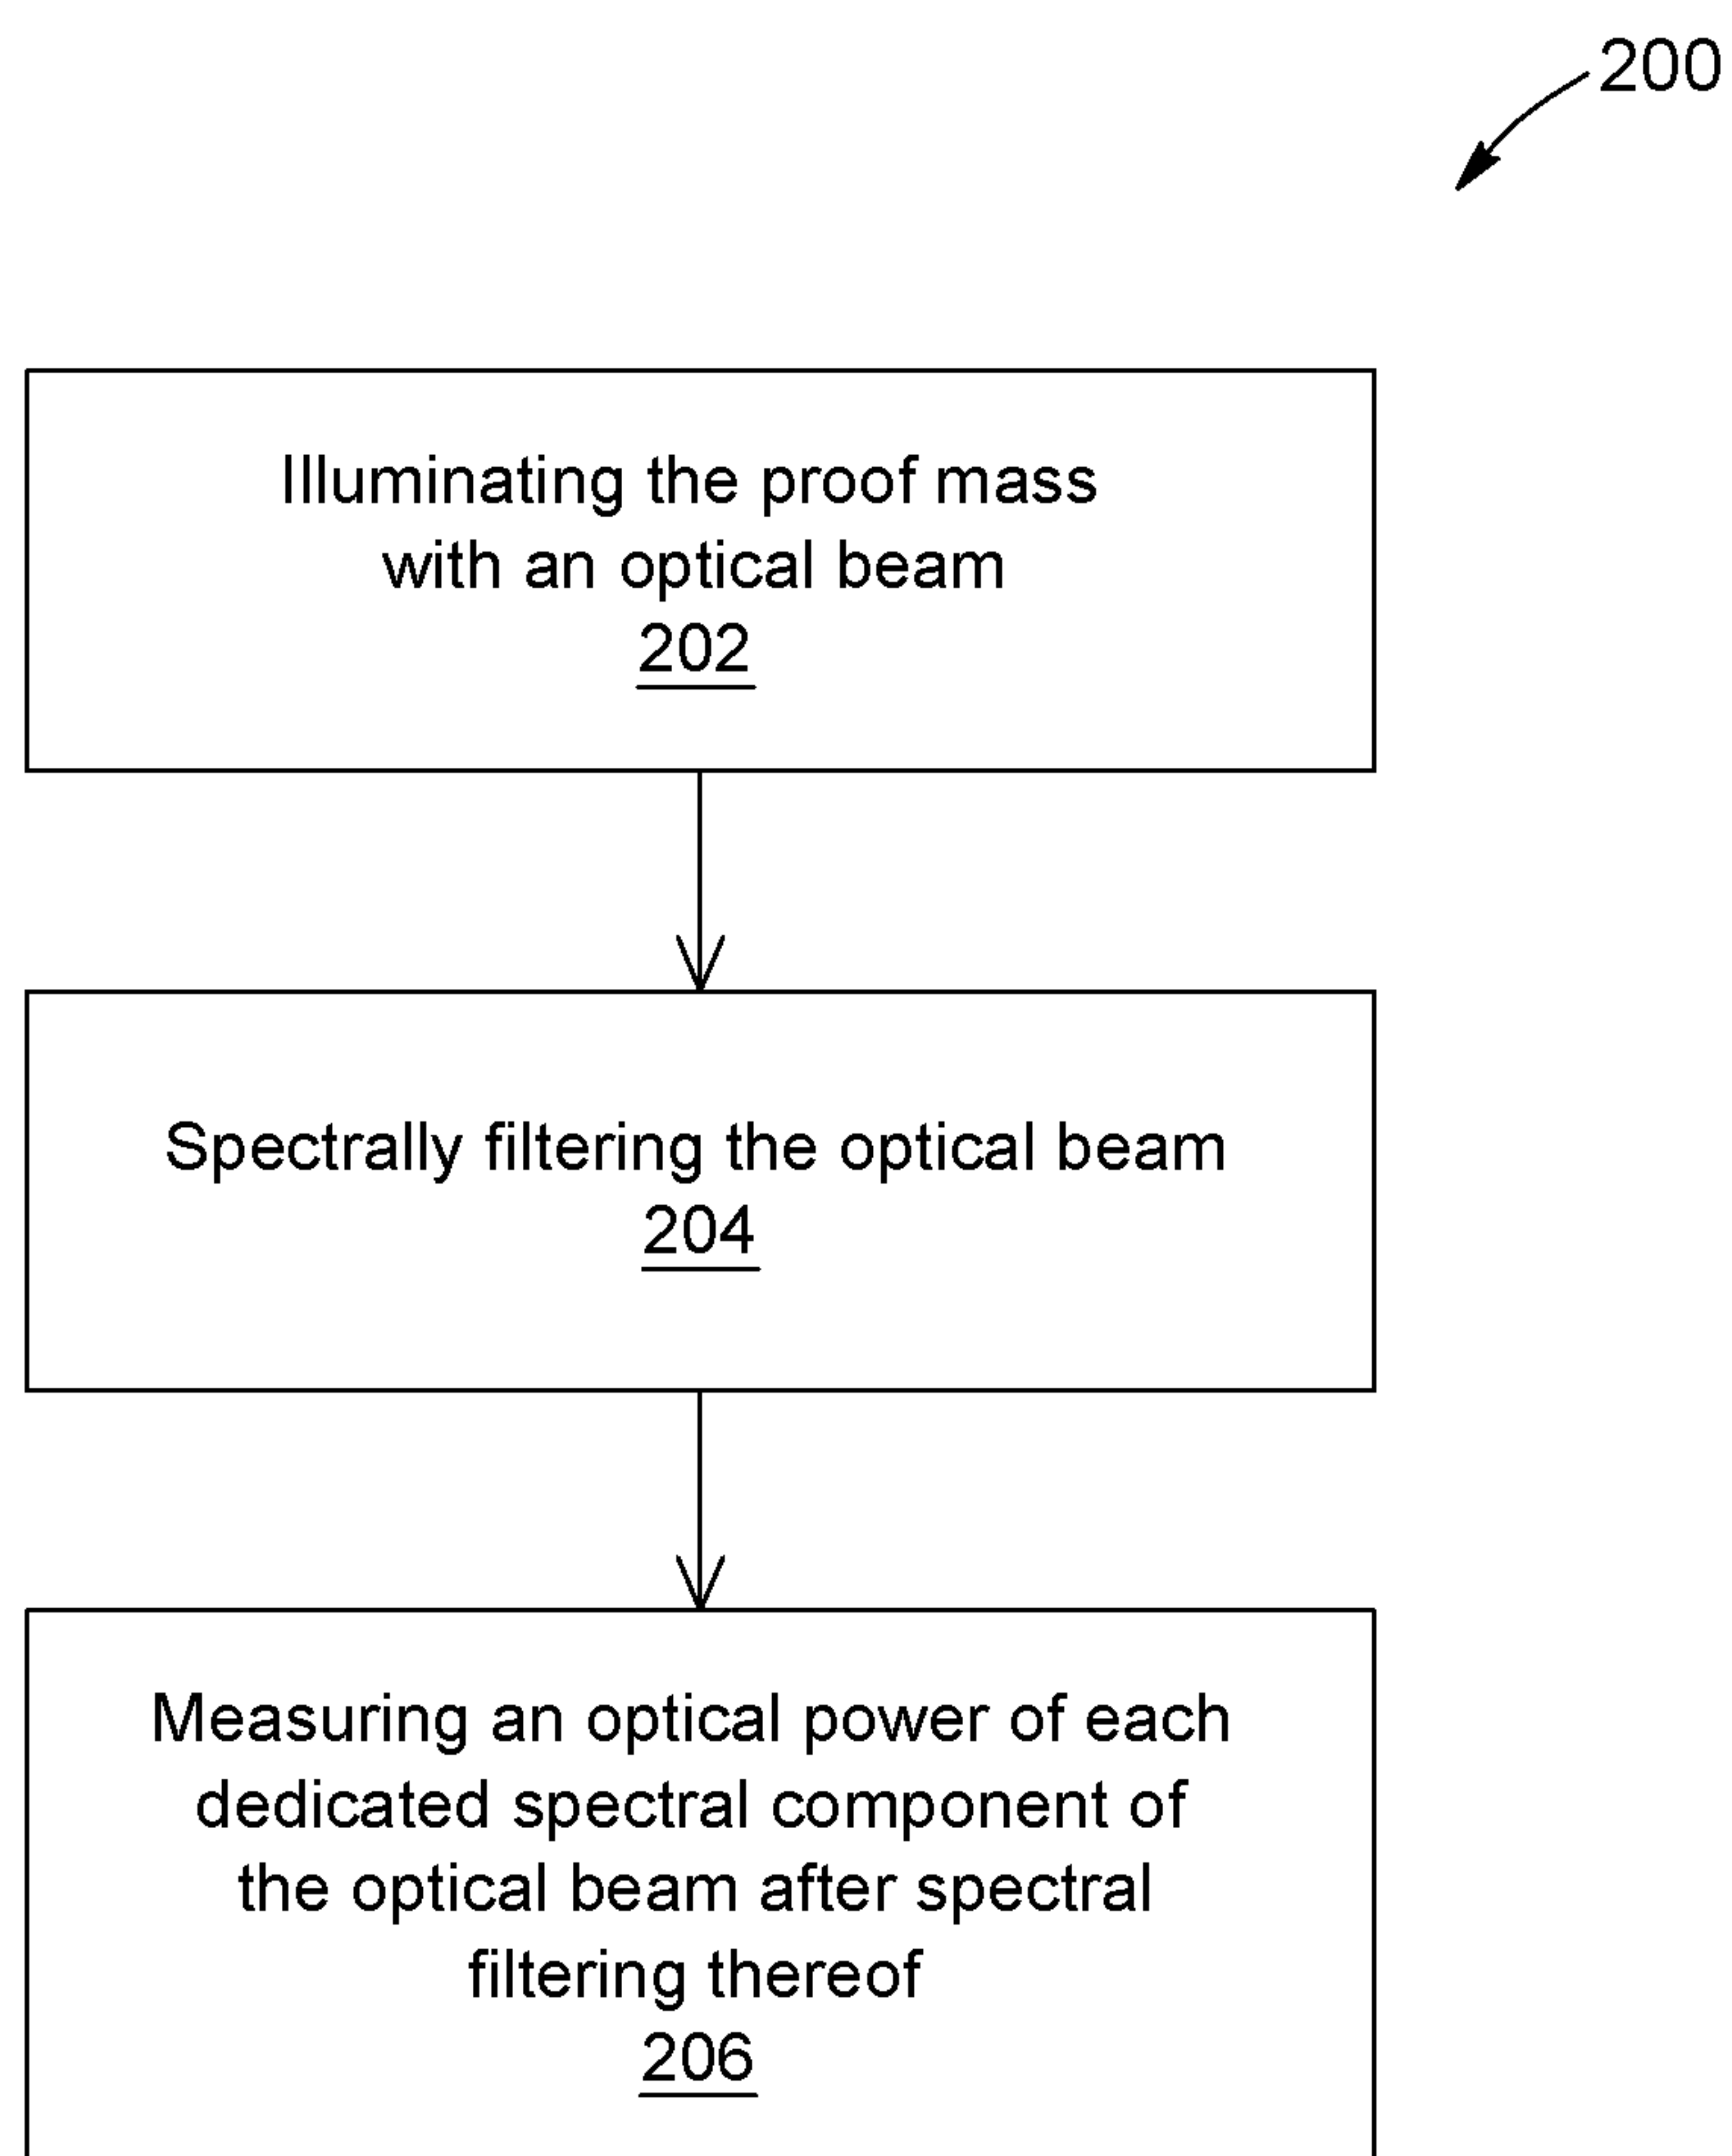 200
Illuminating the proof mass
with an optical beam
202
Spectrally filtering the optical beam
204
Measuring an optical power of each
dedicated spectral component of
the optical beam after spectral
filtering thereof
206